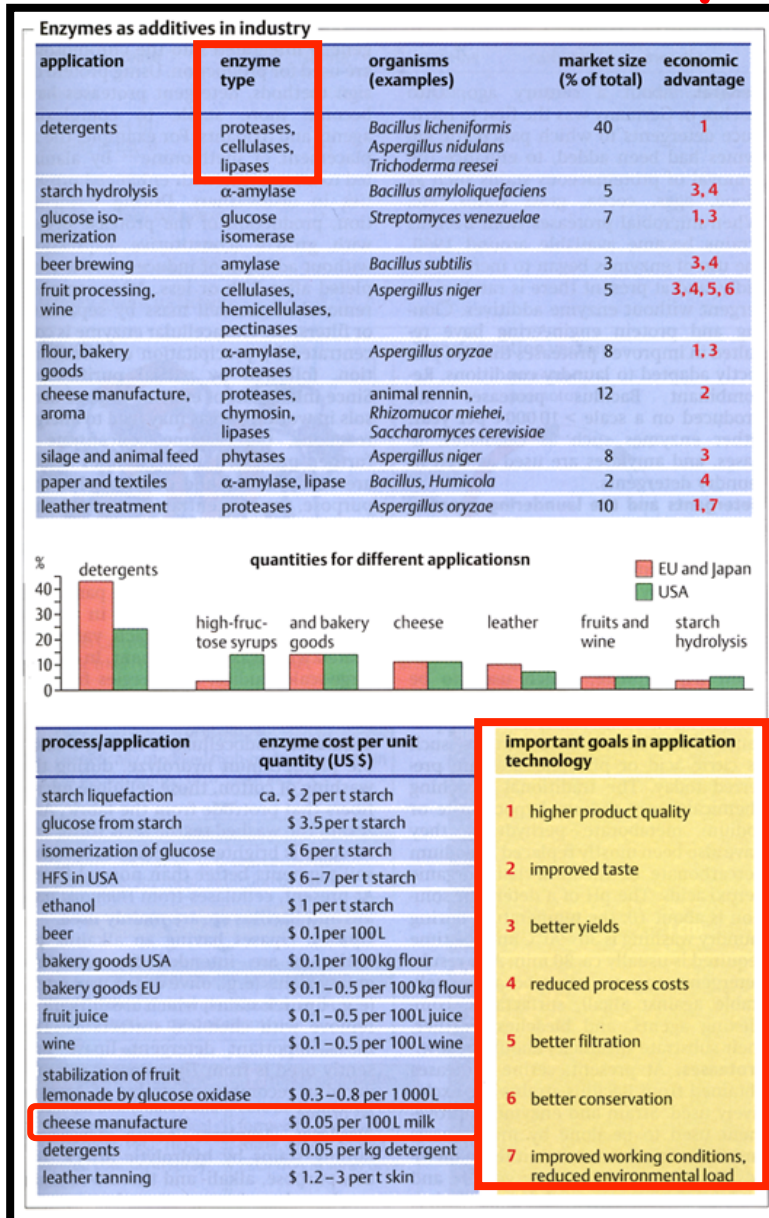 Enzymes as additives in industry
application enzyme type organisms (examples) market size (% of total) economic advantage
detergents proteases, cellulases, lipases Bacillus licheniformis Aspergillus nidulans Trichoderma reesei 40 1
starch hydrolysis α-amylase Bacillus amyloliquefaciens 5 3, 4
glucose iso-merization glucose isomerase Streptomyces venezuelae 7 1, 3
beer brewing amylase Bacillus subtilis 3 3, 4
fruit processing, wine cellulases, hemicellulases, pectinases Aspergillus niger 5 3, 4, 5, 6
flour, bakery goods α-amylase, proteases Aspergillus oryzae 8 1, 3
cheese manufacture, aroma proteases, chymosin, lipases animal rennin, Rhizomucor miehei, Saccharomyces cerevisiae 12 2
silage and animal feed phytases Aspergillus niger 8 3
paper and textiles α-amylase, lipase Bacillus, Humicola 2 4
leather treatment proteases Aspergillus oryzae 10 1, 7
quantities for different applicationsn
EU and Japan
USA
%
40
30
20
10
0
detergents
high-fruc-
tose syrups
and bakery
goods
cheese
leather
fruits and
wine
starch
hydrolysis
process/application enzyme cost per unit quantity (US $)
starch liquefaction ca. $ 2 per t starch
glucose from starch $ 3.5 per t starch
isomerization of glucose $ 6 per t starch
HFS in USA $ 6–7 per t starch
ethanol $ 1 per t starch
beer $ 0.1 per 100 L
bakery goods USA $ 0.1 per 100 kg flour
bakery goods EU $ 0.1–0.5 per 100 kg flour
fruit juice $ 0.1–0.5 per 100 L juice
wine $ 0.1–0.5 per 100 L wine
stabilization of fruit
lemonade by glucose oxidase $ 0.3–0.8 per 1000 L
cheese manufacture $ 0.05 per 100 L milk
detergents $ 0.05 per kg detergent
leather tanning $ 1.2–3 per t skin
important goals in application
technology
1 higher product quality
2 improved taste
3 better yields
4 reduced process costs
5 better filtration
6 better conservation
7 improved working conditions,
reduced environmental load